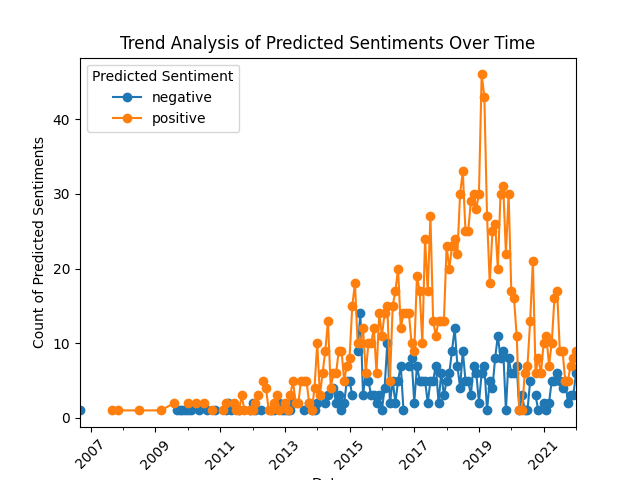 Trend Analysis of Predicted Sentiments Over Time
Predicted Sentiment
negative
positive
Count of Predicted Sentiments
40
30
20
10
0
2007
2009
2011
2013
2015
2017
2019
2021